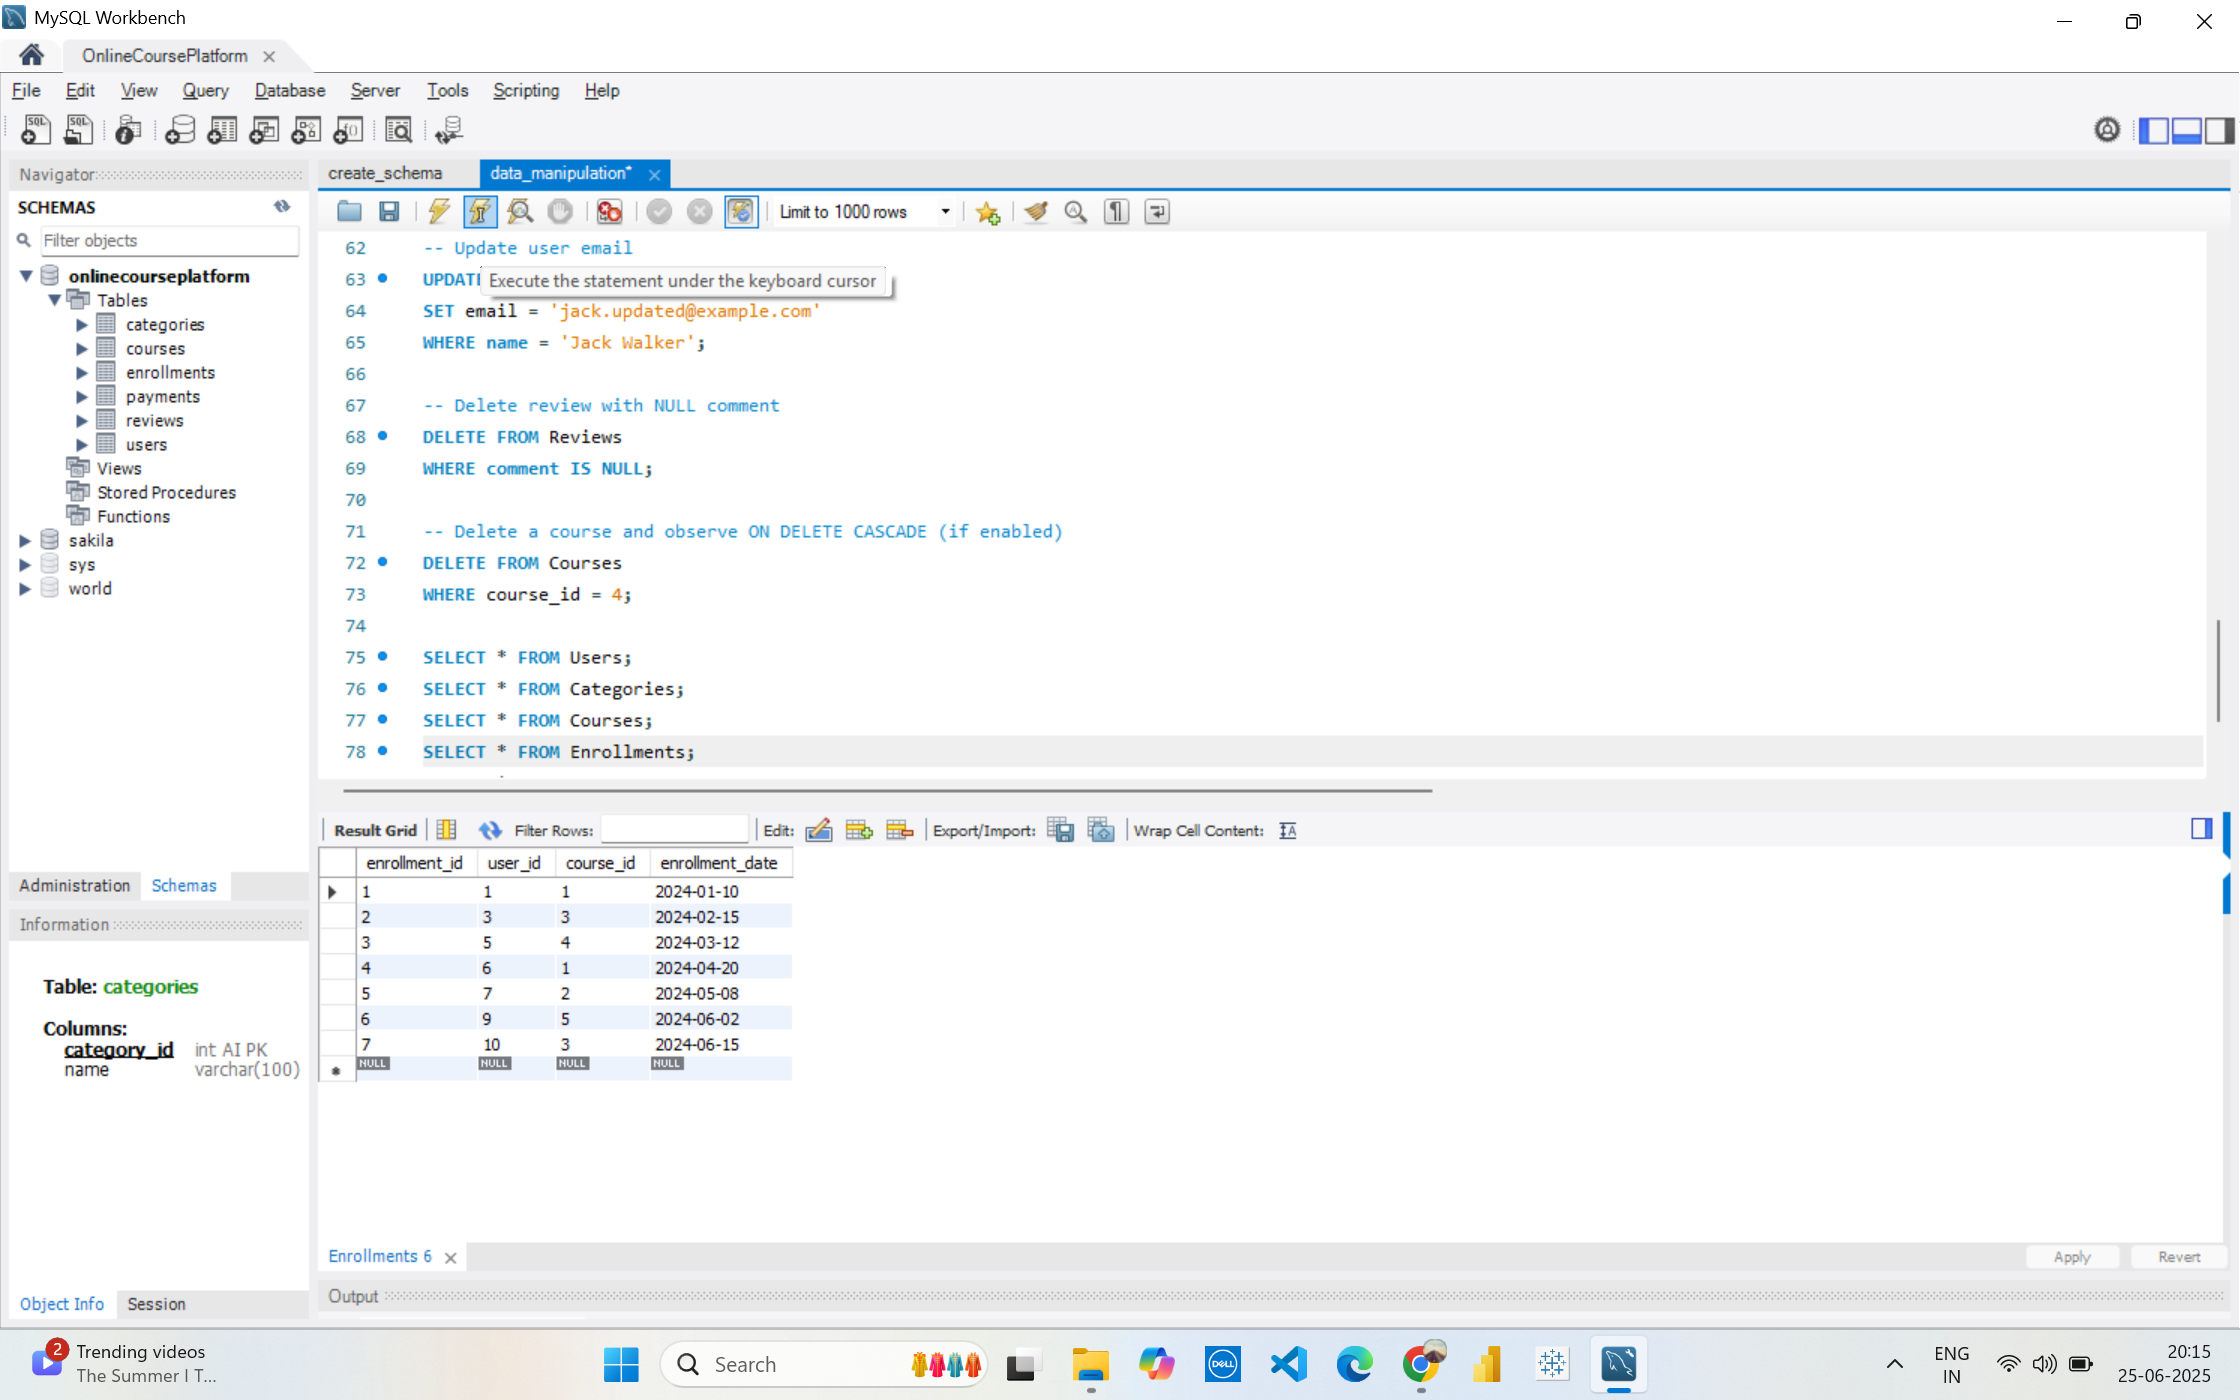 MySQL Workbench
OnlineCoursePlatform
File Edit View Query Database Server Tools Scripting Help
Navigator
SCHEMAS
Filter objects
onlinecourseplatform
Tables
categories
courses
enrollments
payments
reviews
users
Views
Stored Procedures
Functions
sakila
sys
world
Administration Schemas
Information
Table: categories
Columns:
category_id int AI PK
name varchar(100)
Object Info Session
create_schema data_manipulation*
Limit to 1000 rows
62 -- Update user email
63 UPDATE
Execute the statement under the keyboard cursor
64 SET email = 'jack.updated@example.com'
65 WHERE name = 'Jack Walker';
66
67 -- Delete review with NULL comment
68 DELETE FROM Reviews
69 WHERE comment IS NULL;
70
71 -- Delete a course and observe ON DELETE CASCADE (if enabled)
72 DELETE FROM Courses
73 WHERE course_id = 4;
74
75 SELECT * FROM Users;
76 SELECT * FROM Categories;
77 SELECT * FROM Courses;
78 SELECT * FROM Enrollments;
Result Grid Filter Rows: Edit: Export/Import: Wrap Cell Content:
enrollment_id user_id course_id enrollment_date
1 1 1 2024-01-10
2 3 3 2024-02-15
3 5 4 2024-03-12
4 6 1 2024-04-20
5 7 2 2024-05-08
6 9 5 2024-06-02
7 10 3 2024-06-15
NULL NULL NULL NULL
Enrollments 6
Apply Revert
Output
2
Trending videos
The Summer I T...
Search
DELL
ENG
IN
20:15
25-06-2025